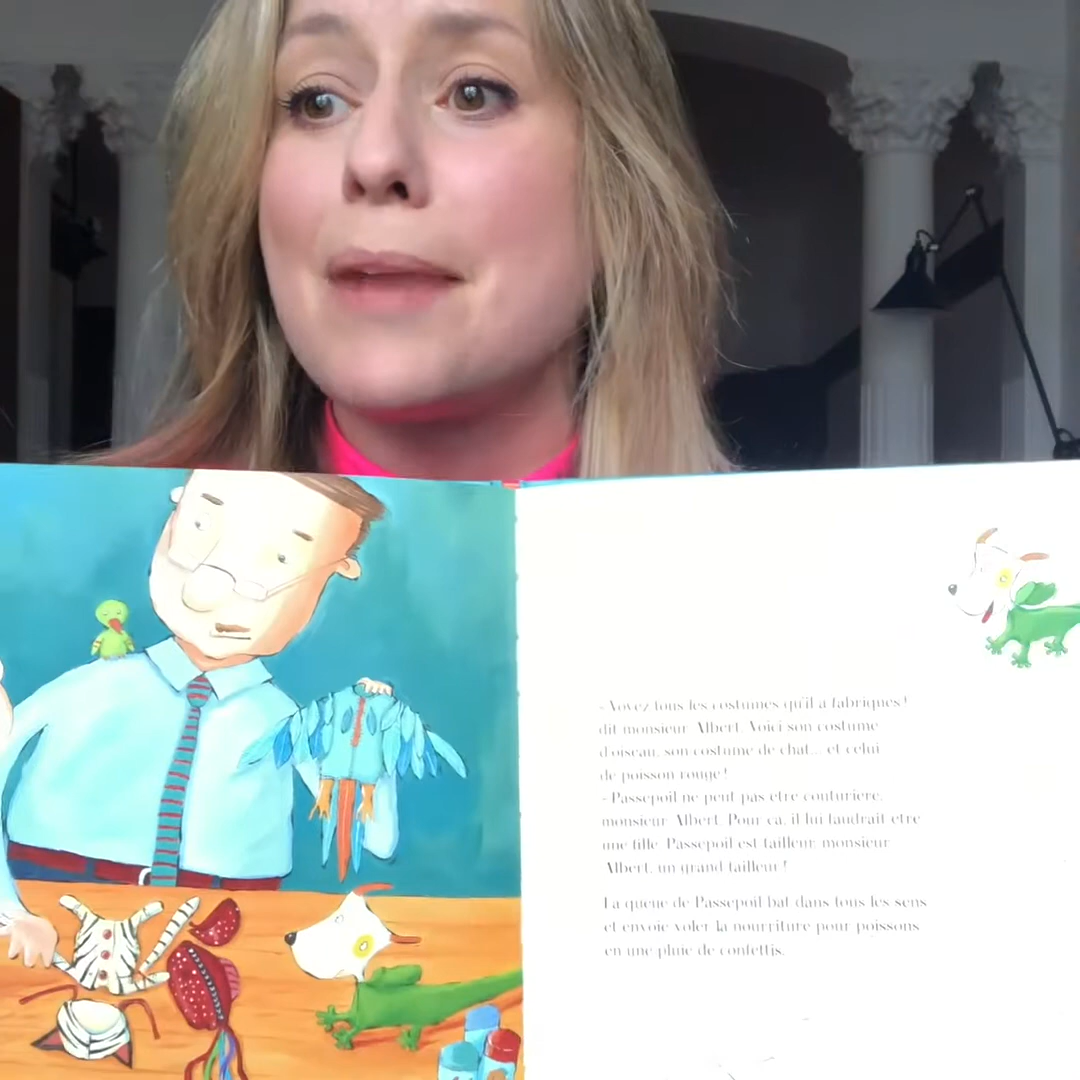 - Voyez tous les costumes qu'il a fabriqués !
dit monsieur Albert. Voici son costume
d'oiseau, son costume de chat... et celui
de poisson rouge !
- Passepoil ne peut pas être couturière,
monsieur Albert. Pour ça, il lui faudrait être
une fille. Passepoil est tailleur, monsieur
Albert, un grand tailleur !
La queue de Passepoil bat dans tous les sens
et envoie voler la nourriture pour poissons
en une pluie de confettis.